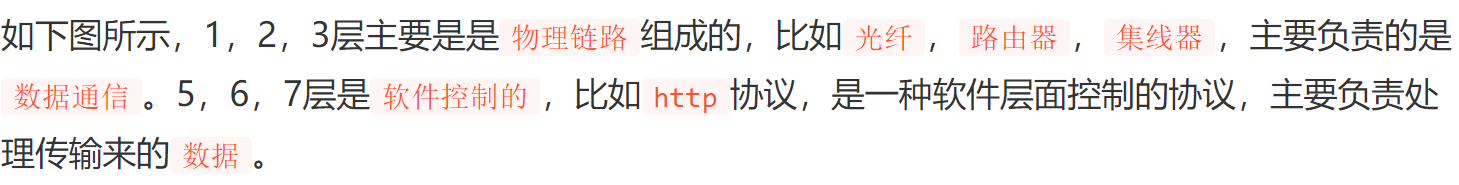 如下图所示，1，2，3层主要是是 物理链路 组成的，比如 光纤 ， 路由器 ， 集线器 ，主要负责的是
数据通信 。5，6，7层是 软件控制的 ，比如 http 协议，是一种软件层面控制的协议，主要负责处
理传输来的 数据 。